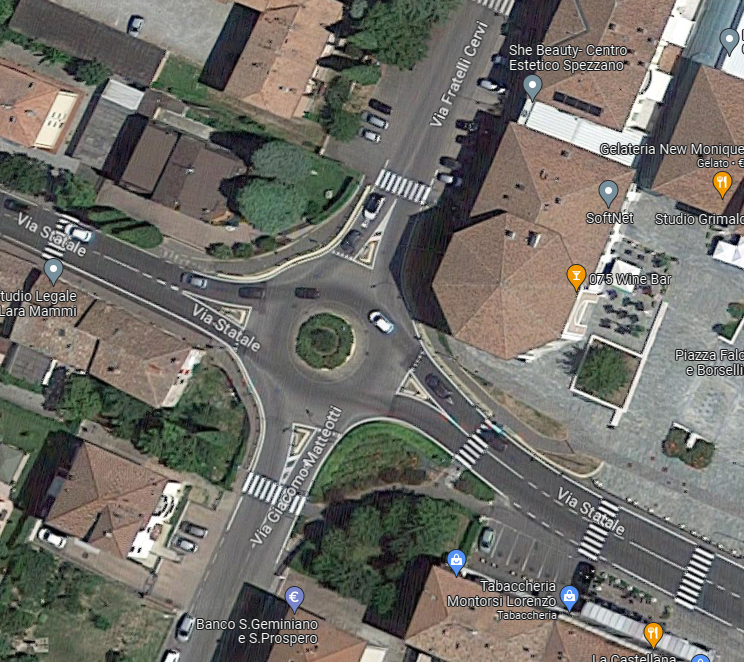 She Beauty- Centro
Estetico Spezzano
Via Fratelli Cervi
Gelateria New Monique
Gelato • €
SoftNet
Studio Grimald
Via Statale
075 Wine Bar
tudio Legale
Lara Mammi
Via Statale
Piazza Falc
e Borselli
Via Giacomo Matteotti
Via Statale
Tabaccheria
Montorsi Lorenzo
Tabaccheria
€
Banco S.Geminiano
e S.Prospero
La Castellana